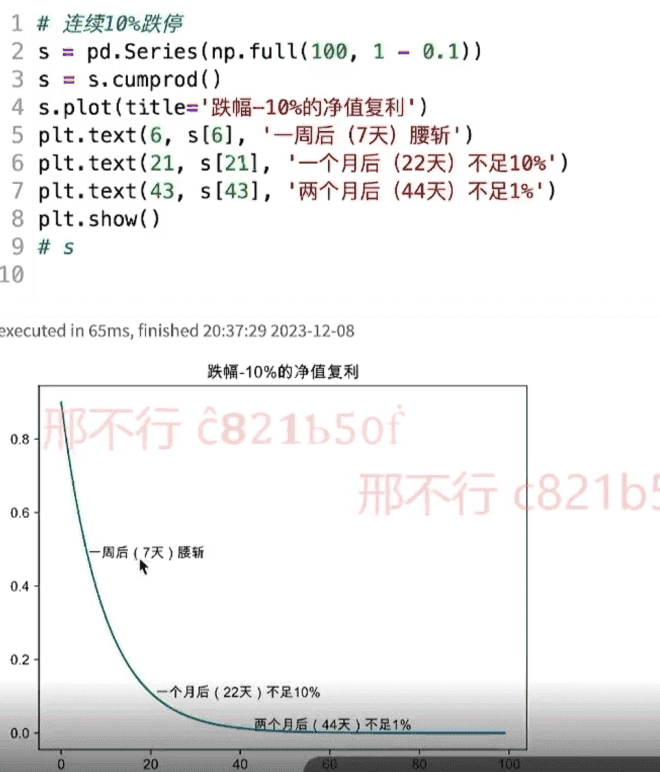 1 # 连续10%跌停
2 s = pd.Series(np.full(100, 1 - 0.1))
3 s = s.cumprod()
4 s.plot(title='跌幅-10%的净值复利')
5 plt.text(6, s[6], '一周后（7天）腰斩')
6 plt.text(21, s[21], '一个月后（22天）不足10%')
7 plt.text(43, s[43], '两个月后（44天）不足1%')
8 plt.show()
9 # s
10
executed in 65ms, finished 20:37:29 2023-12-08
跌幅-10%的净值复利
邢不行 c821b50f
0.8
邢不行 c821b5
0.6
一周后（7天）腰斩
0.4
0.2
一个月后（22天）不足10%
两个月后（44天）不足1%
0.0
0 20 40 60 80 100